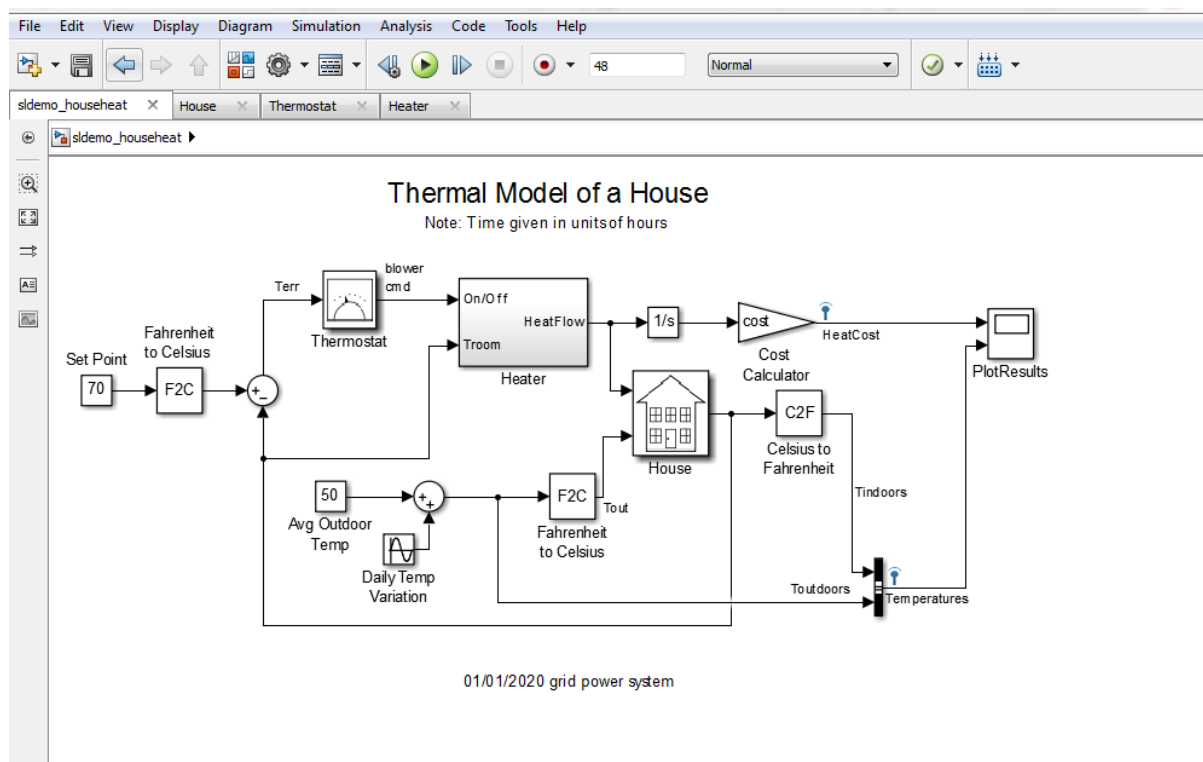 File Edit View Display Diagram Simulation Analysis Code Tools Help
48 Normal
sldemo_househeat House Thermostat Heater
sldemo_househeat
Thermal Model of a House
Note: Time given in units of hours
blower
cmd
Terr
On/Off
HeatFlow
Troom
Heater
Thermostat
1/s
cost
HeatCost
Cost
Calculator
PlotResults
Fahrenheit
to Celsius
Set Point
70
F2C
+
-
House
C2F
Celsius to
Fahrenheit
Tindoors
50
Avg Outdoor
Temp
+
+
F2C
Tout
Fahrenheit
to Celsius
Daily Temp
Variation
Toutdoors
Temperatures
01/01/2020 grid power system